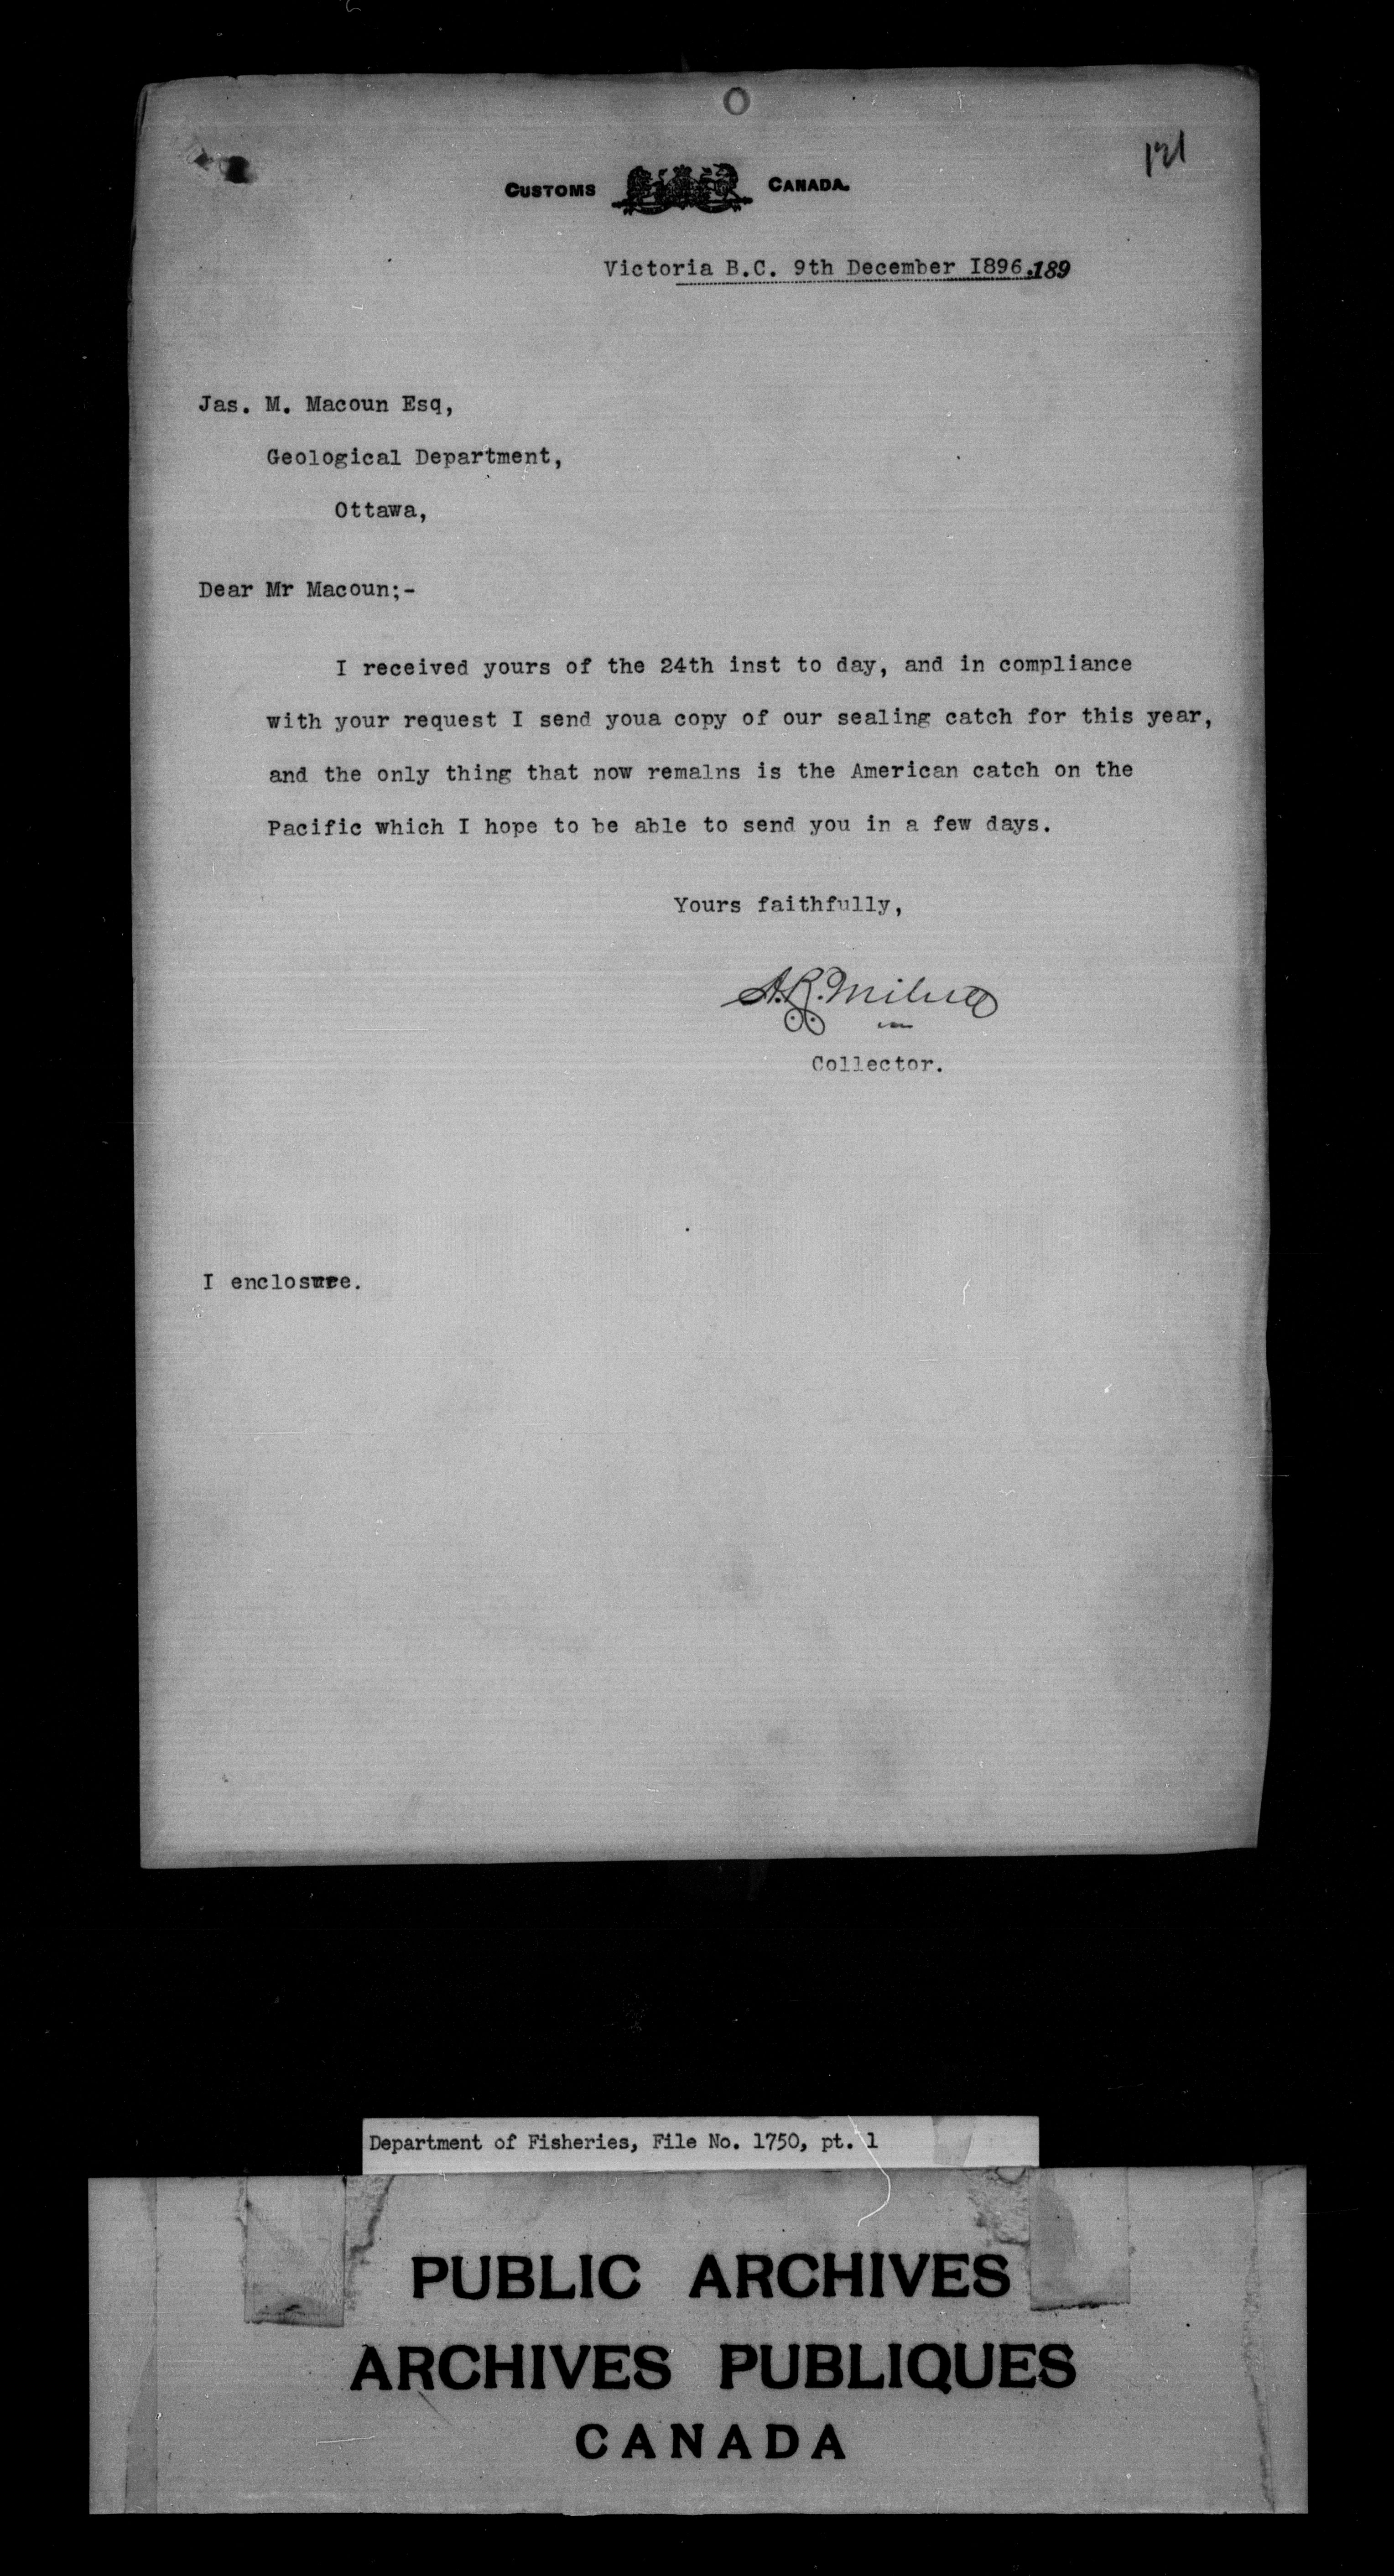 121
CUSTOMS CANADA.
Victoria B.C. 9th December I896.189
Jas. M. Macoun Esq,
Geological Department,
Ottawa,
Dear Mr Macoun;-
I received yours of the 24th inst to day, and in compliance
with your request I send youa copy of our sealing catch for this year,
and the only thing that now remains is the American catch on the
Pacific which I hope to be able to send you in a few days.
Yours faithfully,
A.R. Milne
Collector.
I enclosure.
Department of Fisheries, File No. 1750, pt. 1
PUBLIC ARCHIVES
ARCHIVES PUBLIQUES
CANADA